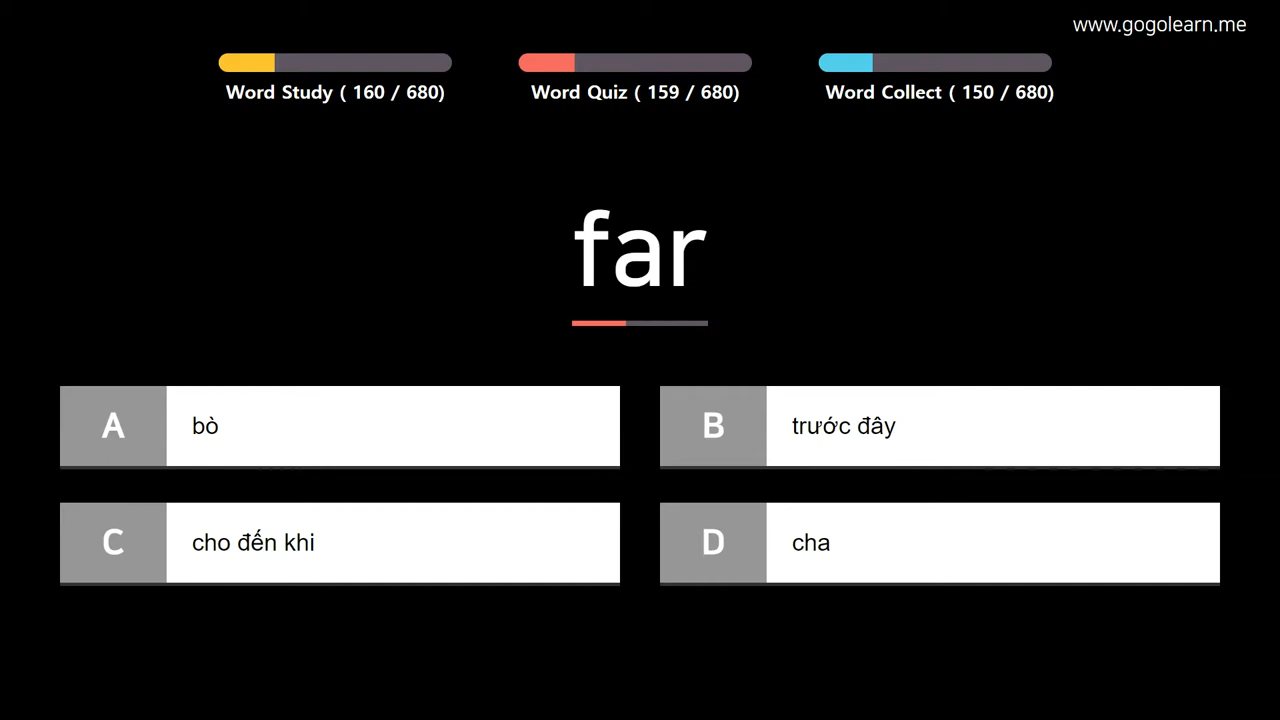 www.gogolearn.me
Word Study ( 160 / 680)
Word Quiz ( 159 / 680)
Word Collect ( 150 / 680)
far
A bò
B trước đây
C cho đến khi
D cha